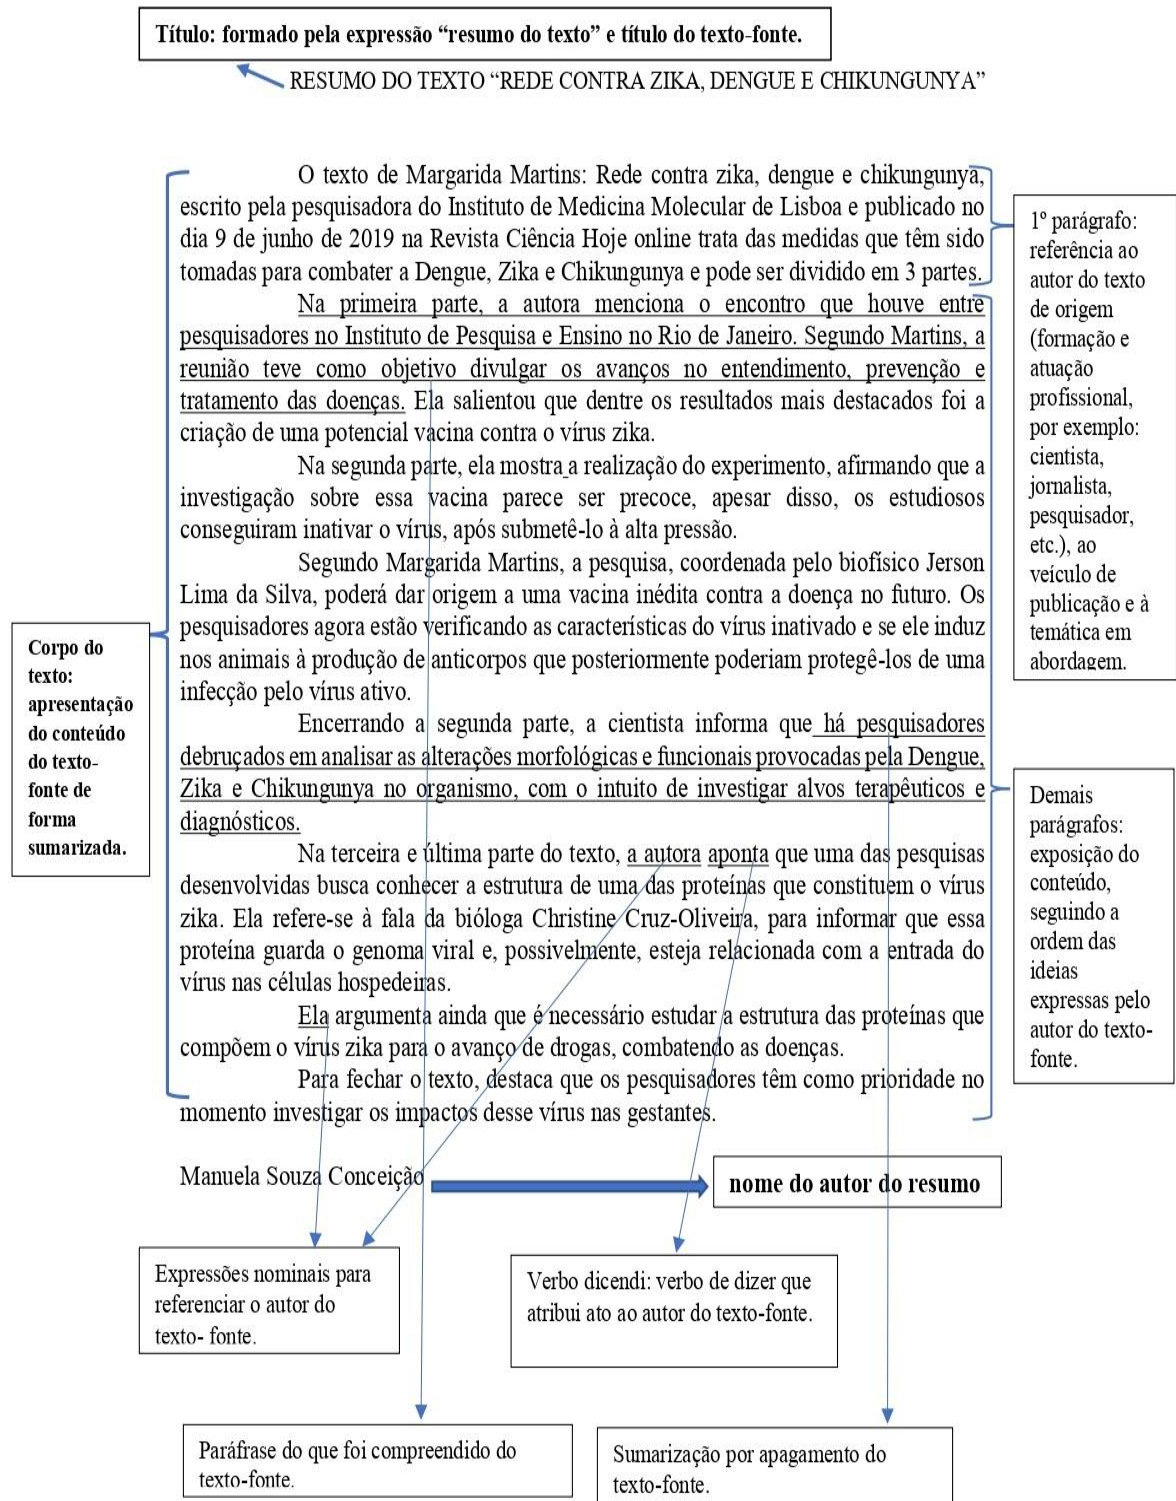 Título: formado pela expressão “resumo do texto” e título do texto-fonte.
RESUMO DO TEXTO “REDE CONTRA ZIKA, DENGUE E CHIKUNGUNYA”
O texto de Margarida Martins: Rede contra zika, dengue e chikungunya,
escrito pela pesquisadora do Instituto de Medicina Molecular de Lisboa e publicado no
dia 9 de junho de 2019 na Revista Ciência Hoje online trata das medidas que têm sido
tomadas para combater a Dengue, Zika e Chikungunya e pode ser dividido em 3 partes.
Na primeira parte, a autora menciona o encontro que houve entre
pesquisadores no Instituto de Pesquisa e Ensino no Rio de Janeiro. Segundo Martins, a
reunião teve como objetivo divulgar os avanços no entendimento, prevenção e
tratamento das doenças. Ela salientou que dentre os resultados mais destacados foi a
criação de uma potencial vacina contra o vírus zika.
Na segunda parte, ela mostra a realização do experimento, afirmando que a
investigação sobre essa vacina parece ser precoce, apesar disso, os estudiosos
conseguiram inativar o vírus, após submetê-lo à alta pressão.
Segundo Margarida Martins, a pesquisa, coordenada pelo biofísico Jerson
Lima da Silva, poderá dar origem a uma vacina inédita contra a doença no futuro. Os
pesquisadores agora estão verificando as características do vírus inativado e se ele induz
nos animais à produção de anticorpos que posteriormente poderiam protegê-los de uma
infecção pelo vírus ativo.
Encerrando a segunda parte, a cientista informa que há pesquisadores
debruçados em analisar as alterações morfológicas e funcionais provocadas pela Dengue,
Zika e Chikungunya no organismo, com o intuito de investigar alvos terapêuticos e
diagnósticos.
Na terceira e última parte do texto, a autora aponta que uma das pesquisas
desenvolvidas busca conhecer a estrutura de uma das proteínas que constituem o vírus
zika. Ela refere-se à fala da bióloga Christine Cruz-Oliveira, para informar que essa
proteína guarda o genoma viral e, possivelmente, esteja relacionada com a entrada do
vírus nas células hospedeiras.
Ela argumenta ainda que é necessário estudar a estrutura das proteínas que
compõem o vírus zika para o avanço de drogas, combatendo as doenças.
Para fechar o texto, destaca que os pesquisadores têm como prioridade no
momento investigar os impactos desse vírus nas gestantes.
Manuela Souza Conceição
nome do autor do resumo
Corpo do
texto:
apresentação
do conteúdo
do texto-
fonte de
forma
sumarizada.
1º parágrafo:
referência ao
autor do texto
de origem
(formação e
atuação
profissional,
por exemplo:
cientista,
jornalista,
pesquisador,
etc.), ao
veículo de
publicação e à
temática em
abordagem.
Demais
parágrafos:
exposição do
conteúdo,
seguindo a
ordem das
ideias
expressas pelo
autor do texto-
fonte.
Expressões nominais para
referenciar o autor do
texto- fonte.
Verbo dicendi: verbo de dizer que
atribui ato ao autor do texto-fonte.
Paráfrase do que foi compreendido do
texto-fonte.
Sumarização por apagamento do
texto-fonte.